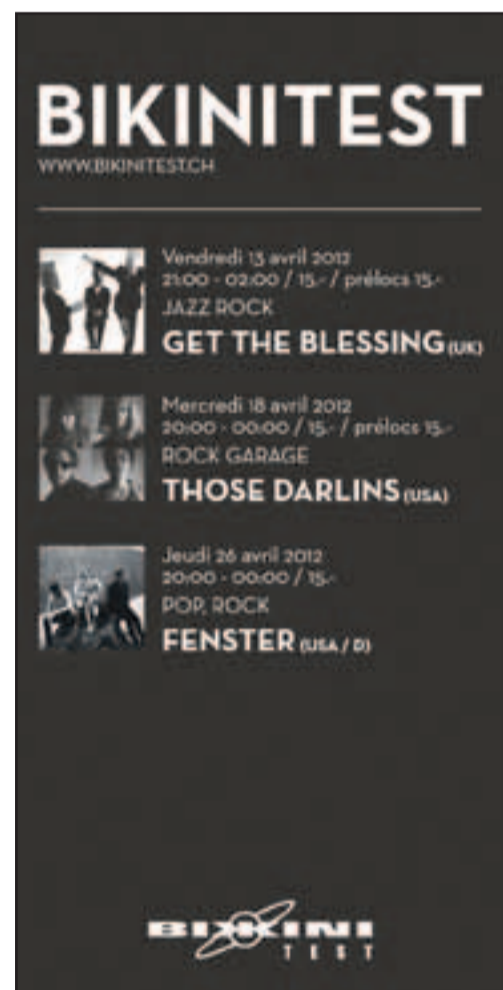 BIKINITEST
WWW.BIKINITEST.CH
Vendredi 13 avril 2012
21:00 - 02:00 / 15.- / prélocs 15.-
JAZZ ROCK
GET THE BLESSING (UK)
Mercredi 18 avril 2012
20:00 - 00:00 / 15.- / prélocs 15.-
ROCK GARAGE
THOSE DARLINS (USA)
Jeudi 26 avril 2012
20:00 - 00:00 / 15.-
POP, ROCK
FENSTER (USA / D)
BIKINI
TEST